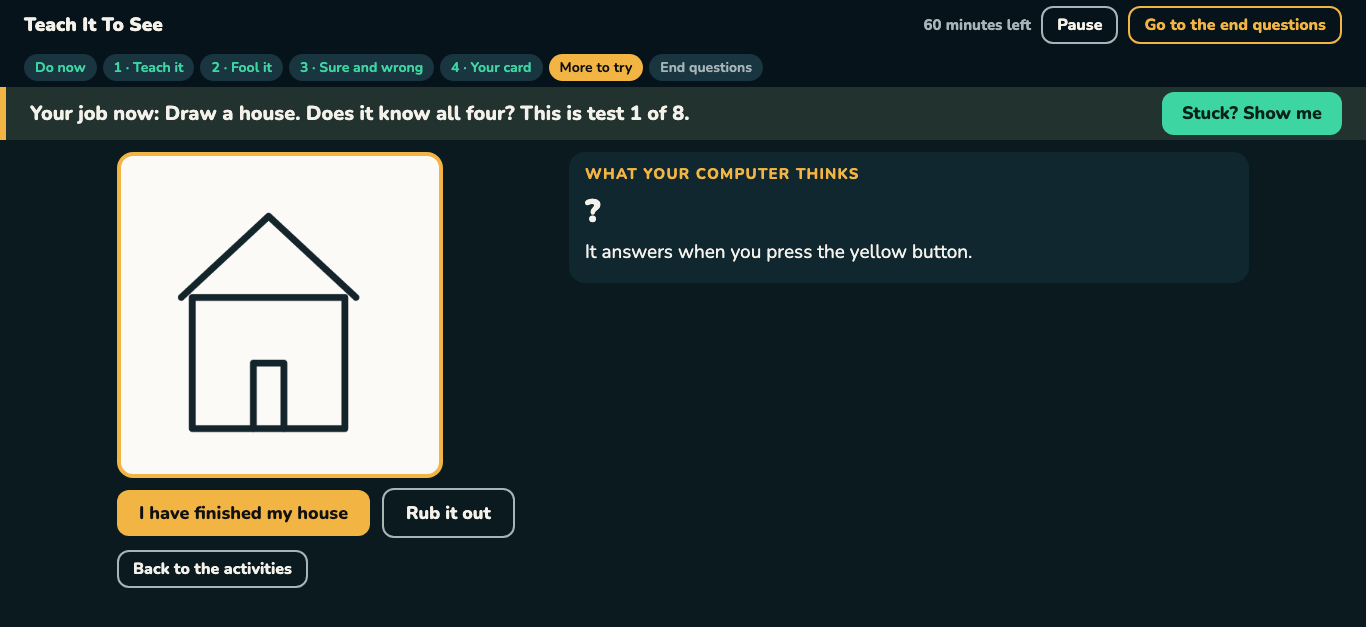 Teach It To See
60 minutes left
Pause
Go to the end questions
Do now
1 · Teach it
2 · Fool it
3 · Sure and wrong
4 · Your card
More to try
End questions
Your job now: Draw a house. Does it know all four? This is test 1 of 8.
Stuck? Show me
WHAT YOUR COMPUTER THINKS
?
It answers when you press the yellow button.
I have finished my house
Rub it out
Back to the activities